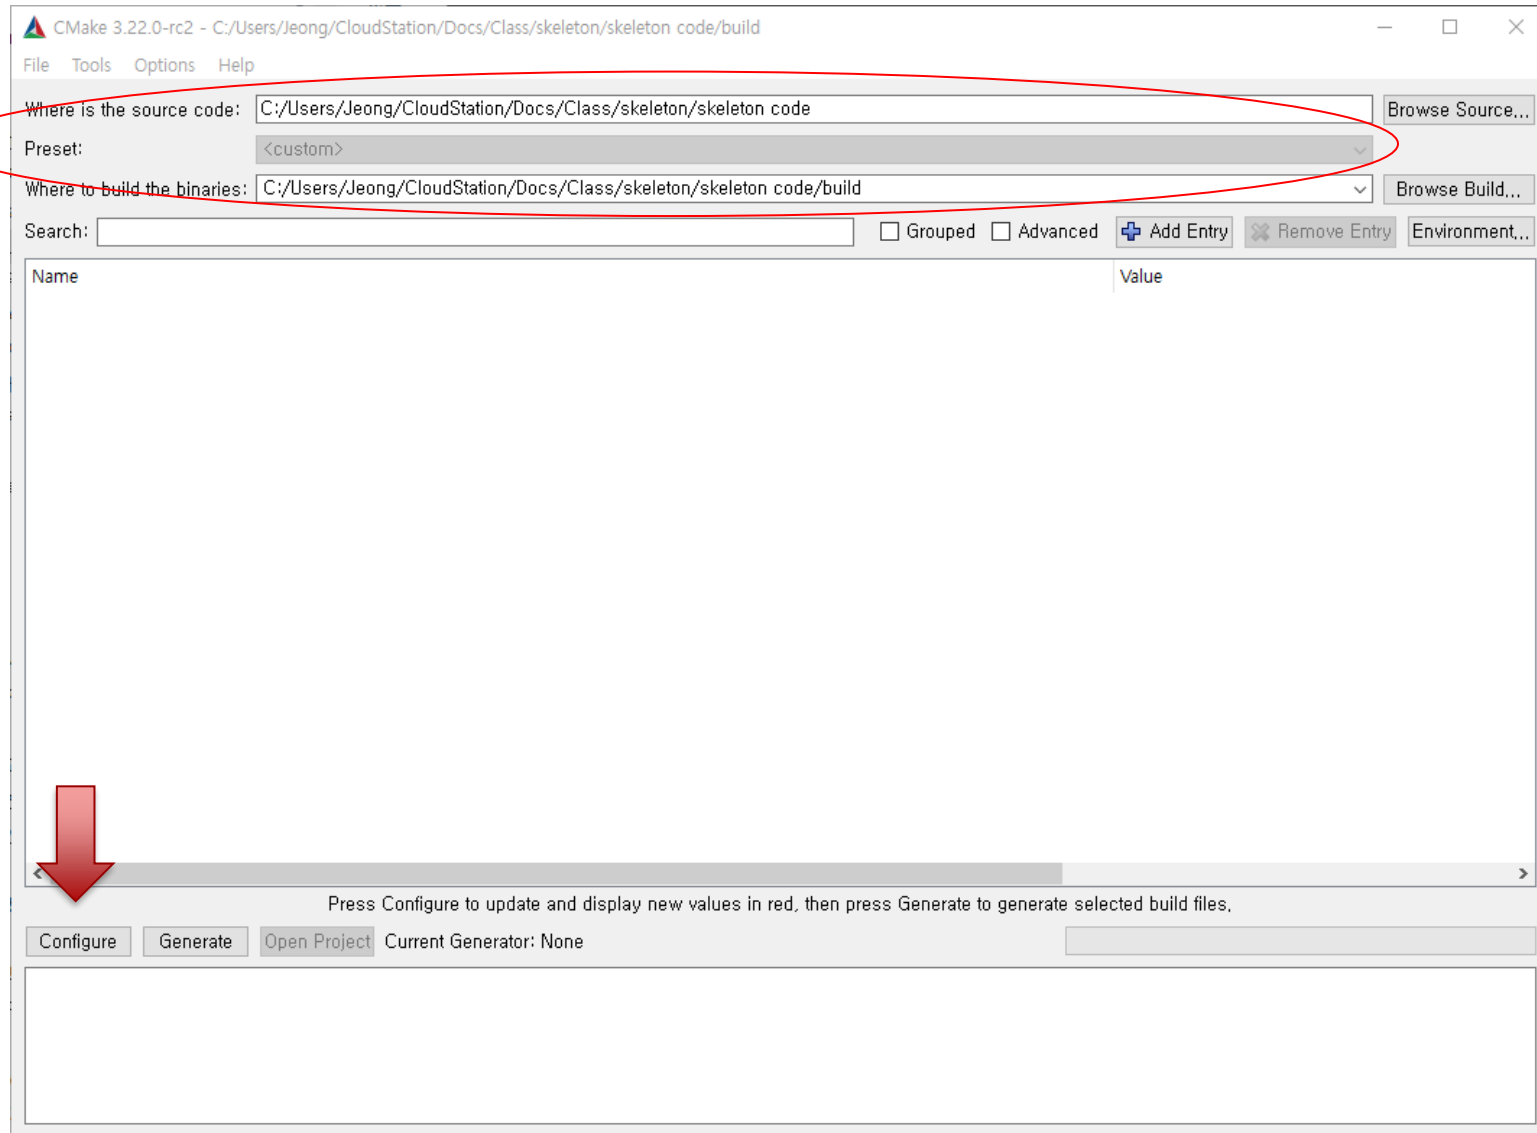 CMake 3.22.0-rc2 - C:/Users/Jeong/CloudStation/Docs/Class/skeleton/skeleton code/build
File Tools Options Help
Where is the source code: C:/Users/Jeong/CloudStation/Docs/Class/skeleton/skeleton code Browse Source...
Preset: <custom>
Where to build the binaries: C:/Users/Jeong/CloudStation/Docs/Class/skeleton/skeleton code/build Browse Build...
Search: Grouped Advanced Add Entry Remove Entry Environment...
Name Value
Press Configure to update and display new values in red, then press Generate to generate selected build files.
Configure Generate Open Project Current Generator: None